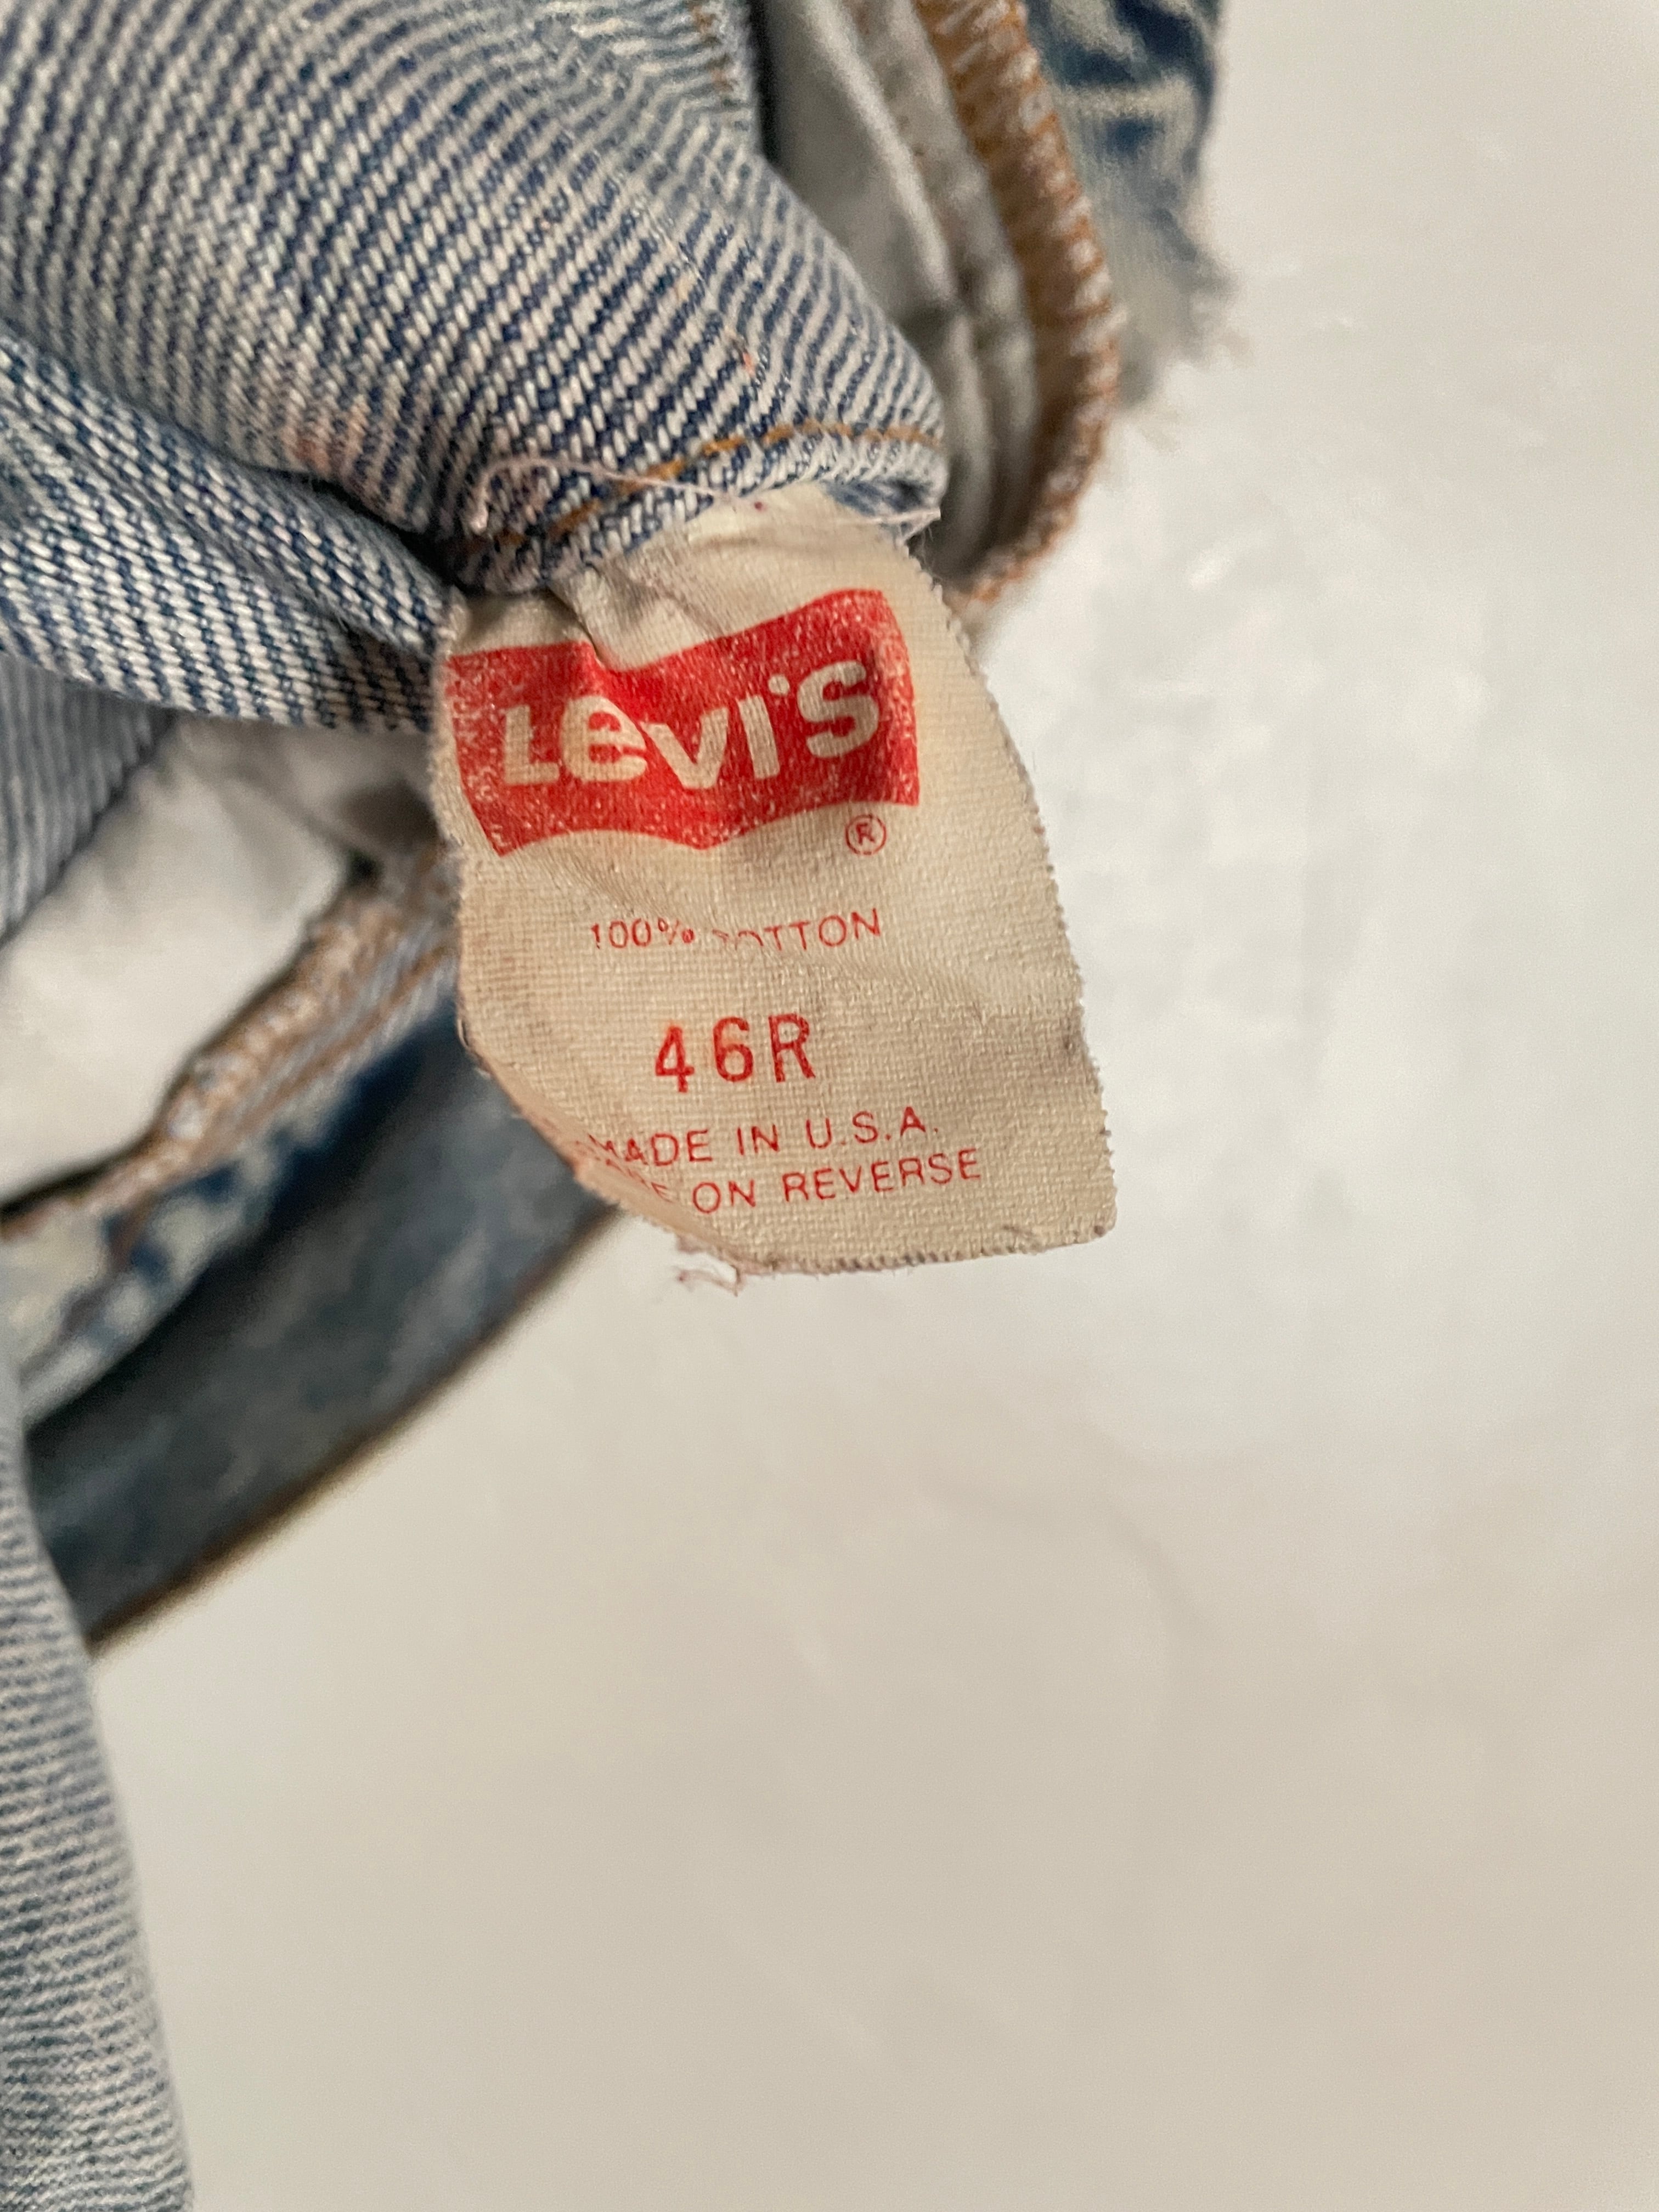 Levi's
®
100% COTTON
46R
MADE IN U.S.A.
ON REVERSE